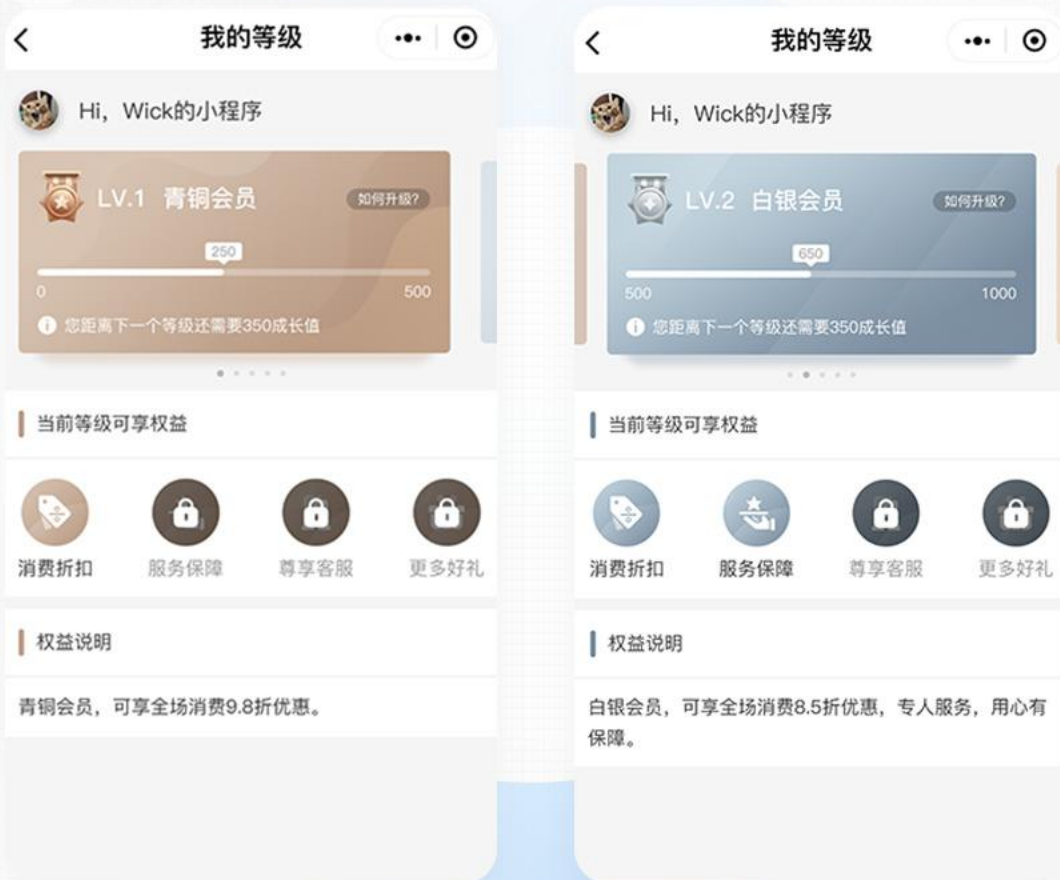 我的等级
Hi，Wick的小程序
LV.1 青铜会员
如何升级?
250
0
500
您距离下一个等级还需要350成长值
当前等级可享权益
消费折扣
服务保障
尊享客服
更多好礼
权益说明
青铜会员，可享全场消费9.8折优惠。
我的等级
Hi，Wick的小程序
LV.2 白银会员
如何升级?
650
500
1000
您距离下一个等级还需要350成长值
当前等级可享权益
消费折扣
服务保障
尊享客服
更多好礼
权益说明
白银会员，可享全场消费8.5折优惠，专人服务，用心有
保障。